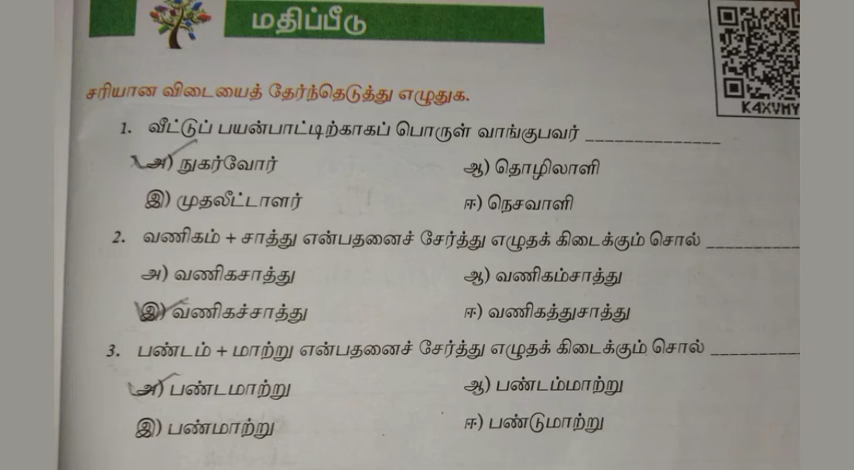 மதிப்பீடு
K4XVMY
சரியான விடையைத் தேர்ந்தெடுத்து எழுதுக.
1. வீட்டுப் பயன்பாட்டிற்காகப் பொருள் வாங்குபவர் _______________
அ) நுகர்வோர் ஆ) தொழிலாளி
இ) முதலீட்டாளர் ஈ) நெசவாளி
2. வணிகம் + சாத்து என்பதனைச் சேர்த்து எழுதக் கிடைக்கும் சொல் __________
அ) வணிகசாத்து ஆ) வணிகம்சாத்து
இ) வணிகச்சாத்து ஈ) வணிகத்துசாத்து
3. பண்டம் + மாற்று என்பதனைச் சேர்த்து எழுதக் கிடைக்கும் சொல் __________
அ) பண்டமாற்று ஆ) பண்டம்மாற்று
இ) பண்மாற்று ஈ) பண்டுமாற்று